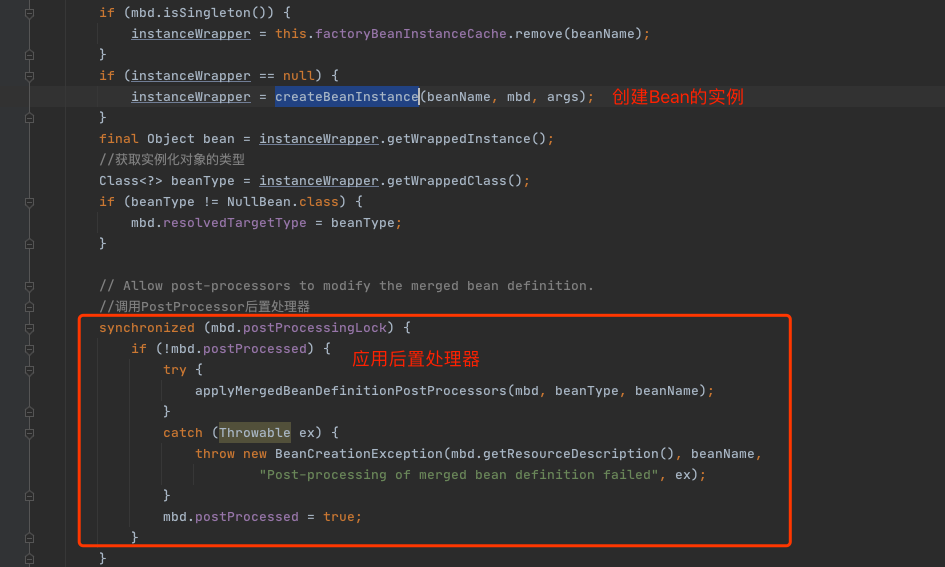 if (mbd.isSingleton()) {
instanceWrapper = this.factoryBeanInstanceCache.remove(beanName);
}
if (instanceWrapper == null) {
instanceWrapper = createBeanInstance(beanName, mbd, args); 创建Bean的实例
}
final Object bean = instanceWrapper.getWrappedInstance();
//获取实例化对象的类型
Class<?> beanType = instanceWrapper.getWrappedClass();
if (beanType != NullBean.class) {
mbd.resolvedTargetType = beanType;
}
// Allow post-processors to modify the merged bean definition.
//调用PostProcessor后置处理器
synchronized (mbd.postProcessingLock) {
if (!mbd.postProcessed) { 应用后置处理器
try {
applyMergedBeanDefinitionPostProcessors(mbd, beanType, beanName);
}
catch (Throwable ex) {
throw new BeanCreationException(mbd.getResourceDescription(), beanName,
"Post-processing of merged bean definition failed", ex);
}
mbd.postProcessed = true;
}
}